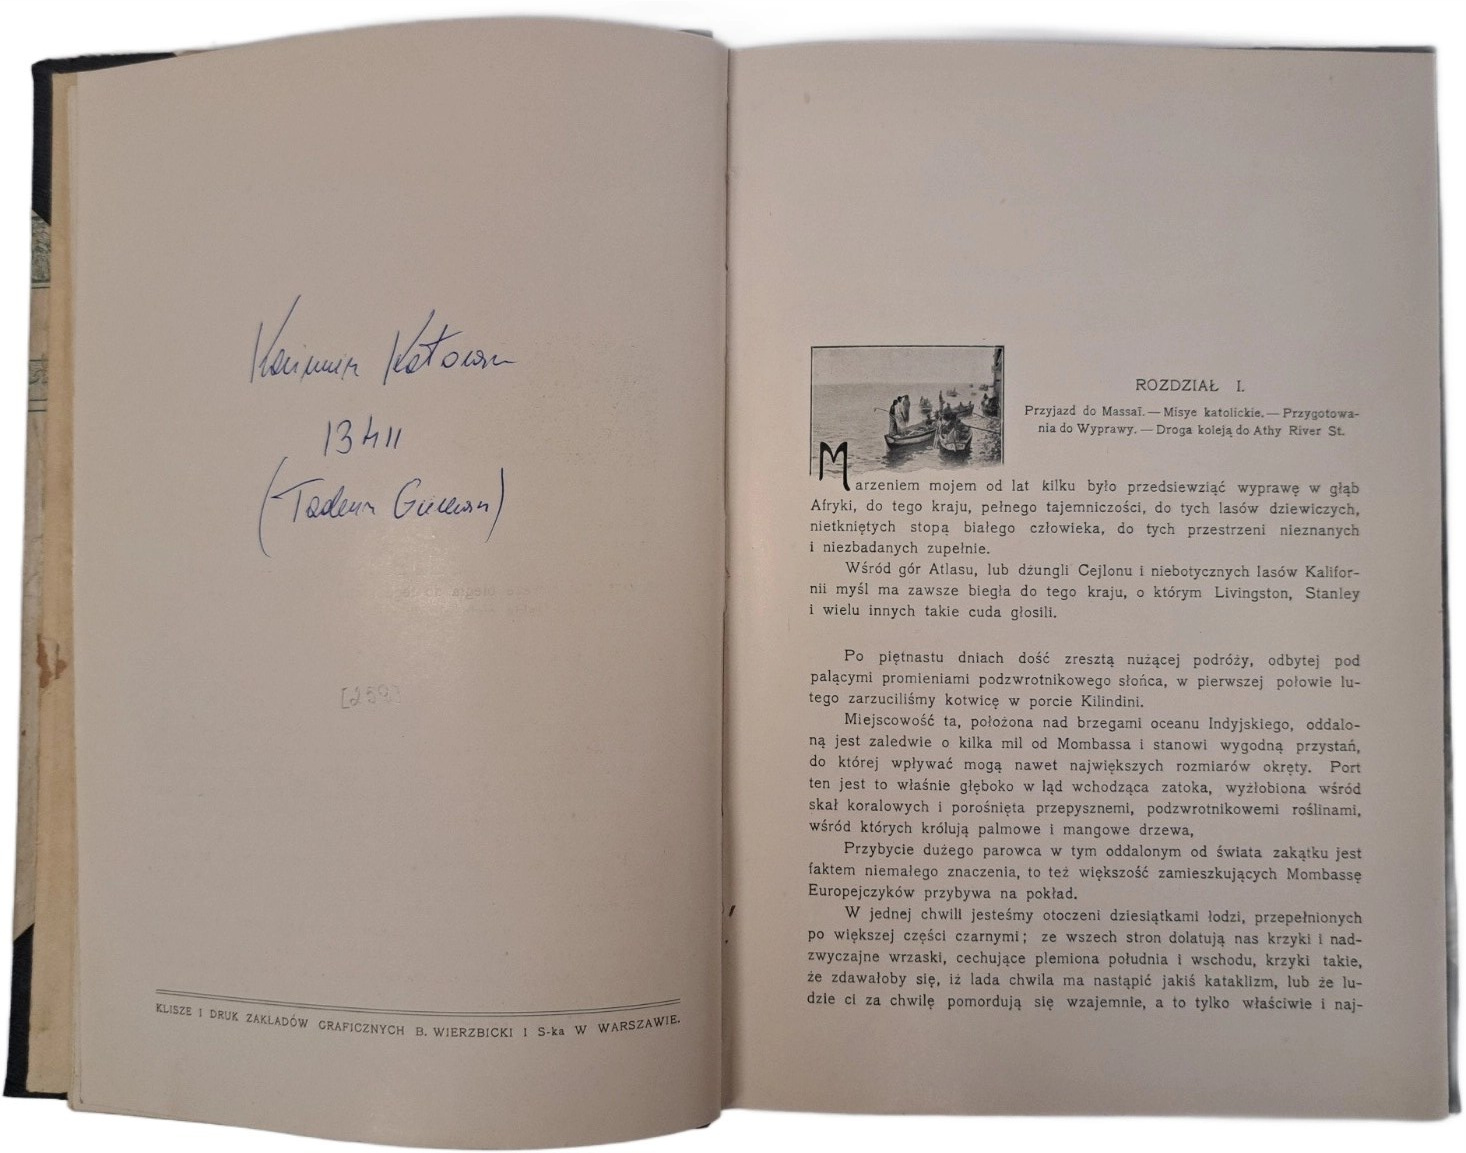 Kazimierz
1344
(Tadeusz
[250]
KLISZE I DRUK ZAKŁADÓW GRAFICZNYCH B. WIERZBICKI I S-ka W WARSZAWIE.
ROZDZIAŁ I.
Przyjazd do Massaï. — Misye katolickie. — Przygotowa-
nia do Wyprawy. — Droga koleją do Athy River St.
Marzeniem mojem od lat kilku było przedsiewziąć wyprawę w głąb
Afryki, do tego kraju, pełnego tajemniczości, do tych lasów dziewiczych,
nietkniętych stopą białego człowieka, do tych przestrzeni nieznanych
i niezbadanych zupełnie.
Wśród gór Atlasu, lub dżungli Cejlonu i niebotycznych lasów Kalifor-
nii myśl ma zawsze biegła do tego kraju, o którym Livingston, Stanley
i wielu innych takie cuda głosili.
Po piętnastu dniach dość zresztą nużącej podróży, odbytej pod
palącymi promieniami podzwrotnikowego słońca, w pierwszej połowie lu-
tego zarzuciliśmy kotwicę w porcie Kilindini.
Miejscowość ta, położona nad brzegami oceanu Indyjskiego, oddalo-
ną jest zaledwie o kilka mil od Mombassa i stanowi wygodną przystań,
do której wpływać mogą nawet największych rozmiarów okręty. Port
ten jest to właśnie głęboko w ląd wchodząca zatoka, wyżłobiona wśród
skał koralowych i porośnięta przepysznemi, podzwrotnikowemi roślinami,
wśród których królują palmowe i mangowe drzewa,
Przybycie dużego parowca w tym oddalonym od świata zakątku jest
faktem niemałego znaczenia, to też większość zamieszkujących Mombassę
Europejczyków przybywa na pokład.
W jednej chwili jesteśmy otoczeni dziesiątkami łodzi, przepełnionych
po większej części czarnymi; ze wszech stron dolatują nas krzyki i nad-
zwyczajne wrzaski, cechujące plemiona południa i wschodu, krzyki takie,
że zdawałoby się, iż lada chwila ma nastąpić jakiś kataklizm, lub że lu-
dzie ci za chwilę pomordują się wzajemnie, a to tylko właściwie i naj-